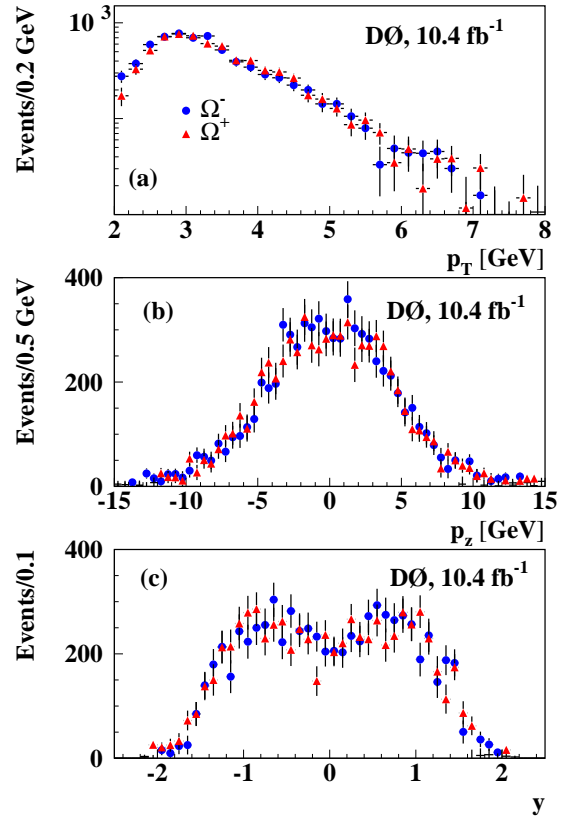 10³
DØ, 10.4 fb⁻¹
Events/0.2 GeV
Ω⁻
Ω⁺
(a)
2 3 4 5 6 7 8
p_T [GeV]
400
(b)
DØ, 10.4 fb⁻¹
Events/0.5 GeV
200
0
-15 -10 -5 0 5 10 15
p_z [GeV]
400
(c)
DØ, 10.4 fb⁻¹
Events/0.1
200
0
-2 -1 0 1 2
y